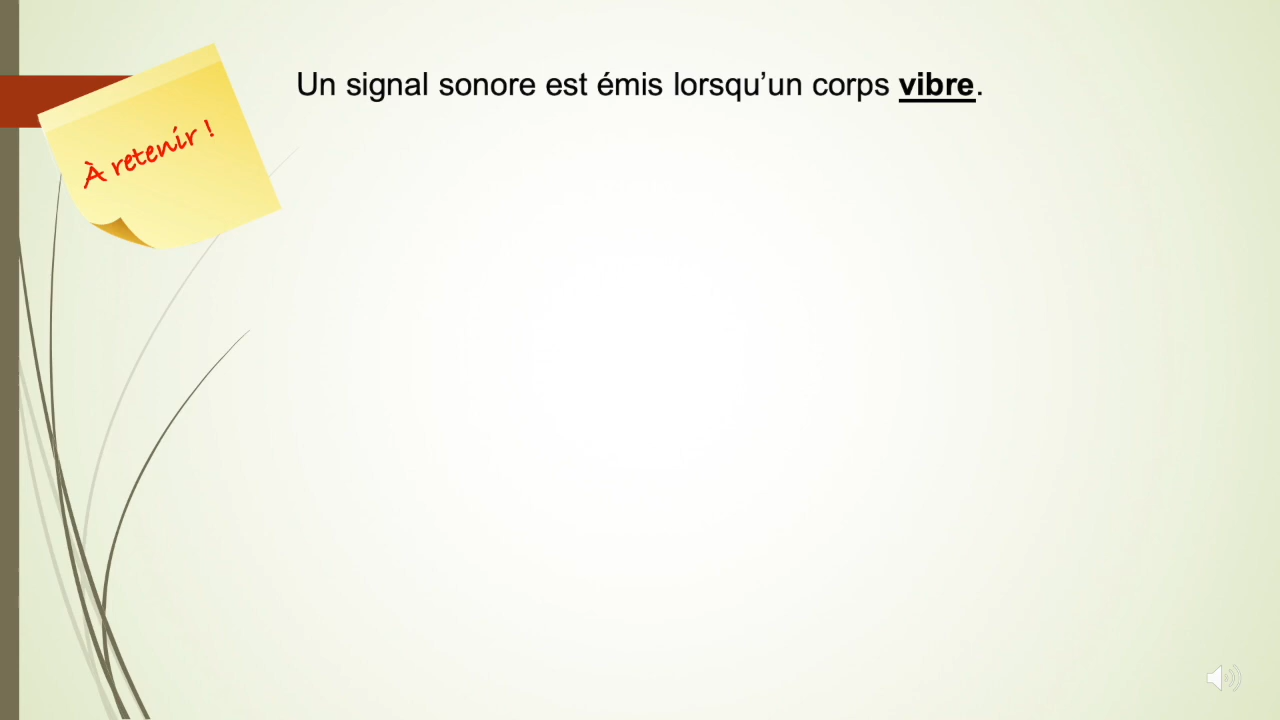 Un signal sonore est émis lorsqu’un corps vibre.
À retenir !